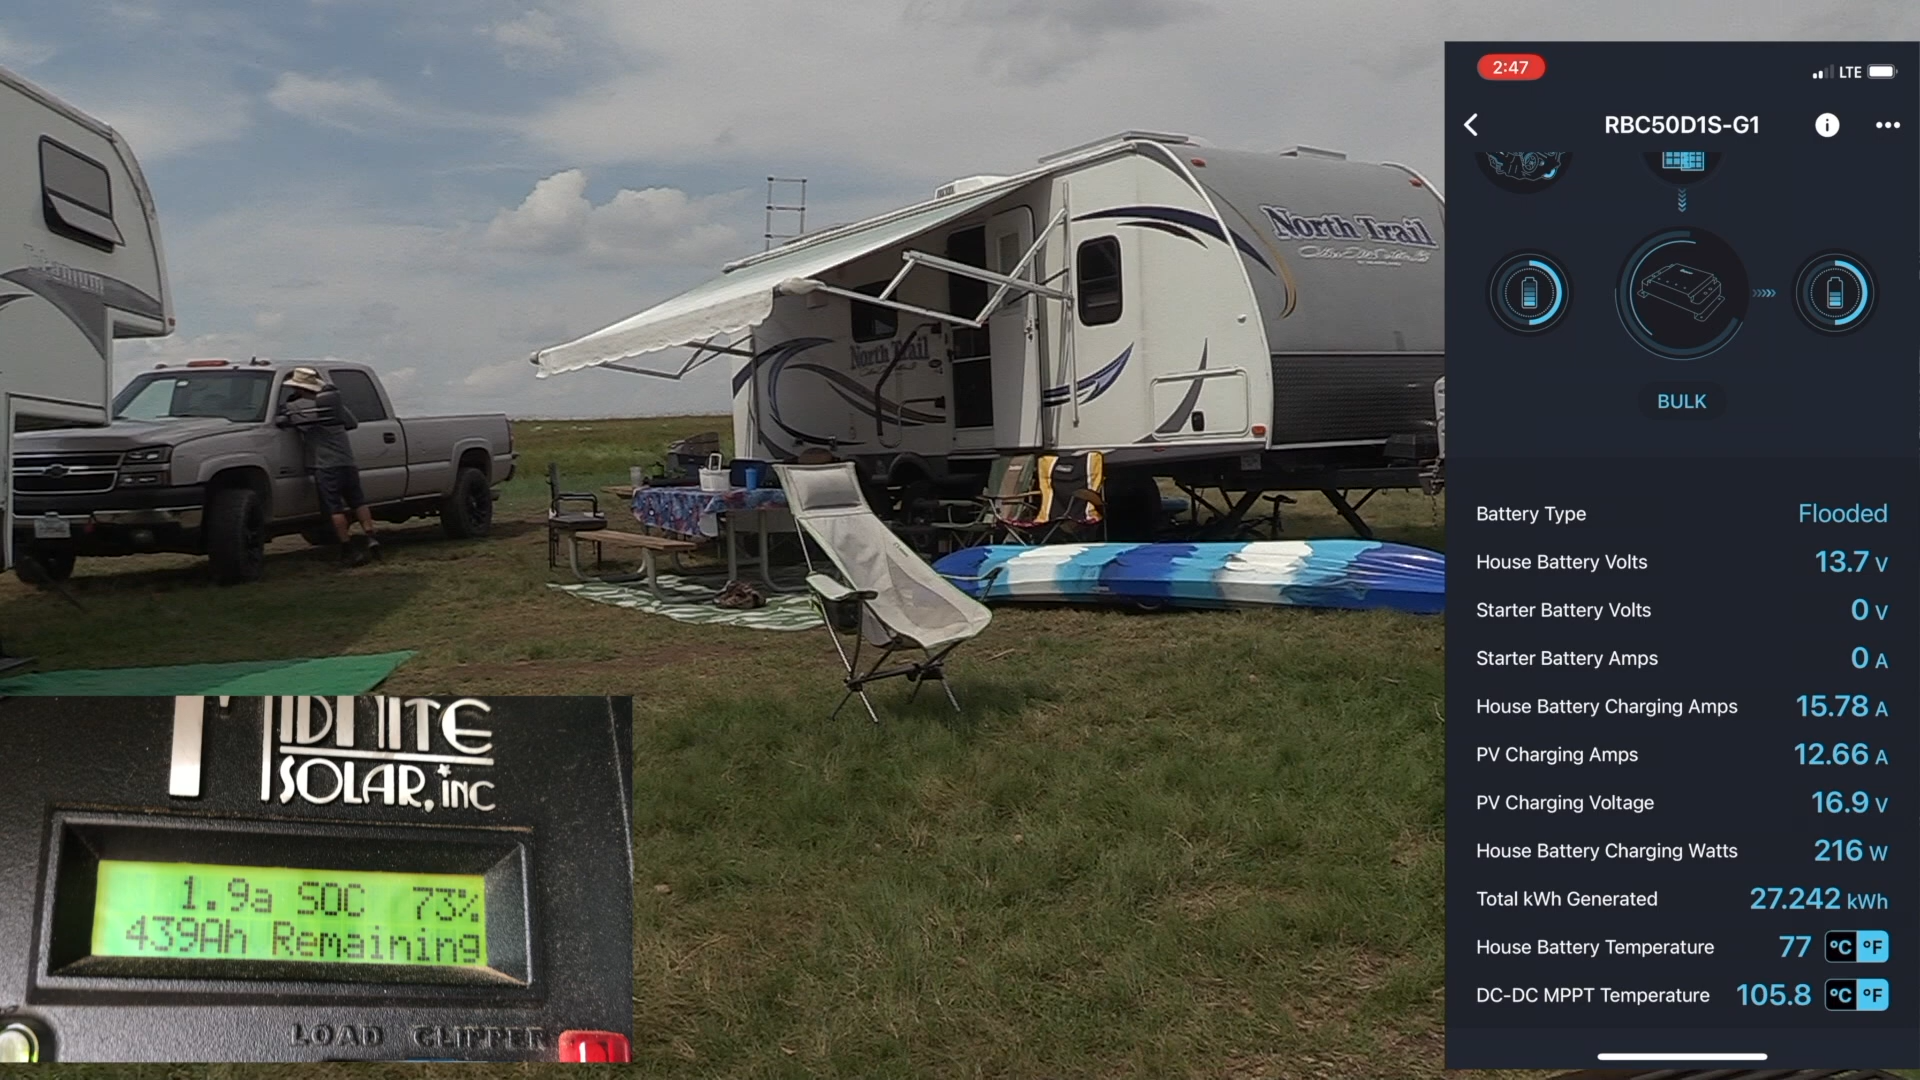 2:47
LTE
RBC50D1S-G1
BULK
Battery Type Flooded
House Battery Volts 13.7 V
Starter Battery Volts 0 V
Starter Battery Amps 0 A
House Battery Charging Amps 15.78 A
PV Charging Amps 12.66 A
PV Charging Voltage 16.9 V
House Battery Charging Watts 216 W
Total kWh Generated 27.242 kWh
House Battery Temperature 77 °C °F
DC-DC MPPT Temperature 105.8 °C °F
North Trail
North Trail
MIDNITE
SOLAR, INC
1.9a SOC 73%
439Ah Remaining
LOAD CLIPPER